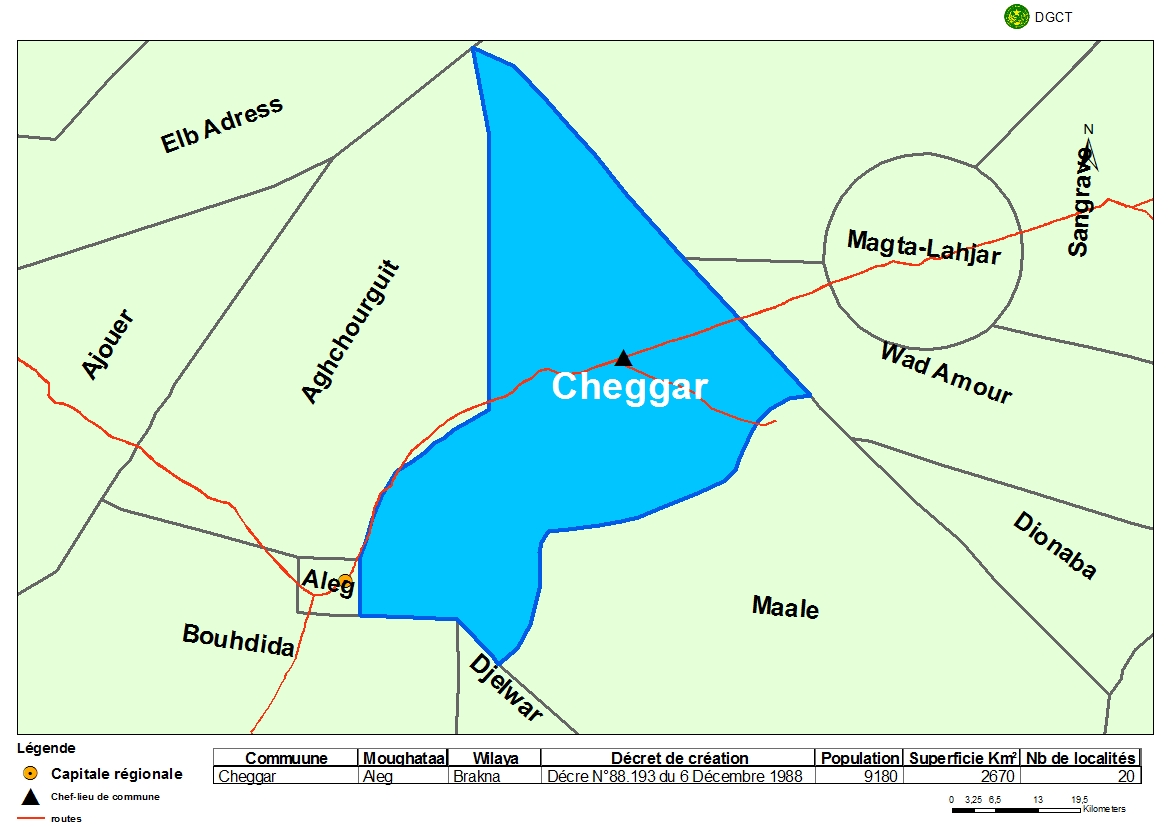 DGCT
Elb Adress
N
Sangrave
Magta-Lahjar
Ajouer
Aghchourguit
Cheggar
Wad Amour
Dionaba
Aleg
Maale
Bouhdida
Djelwar
Légende
Capitale régionale
Chef-lieu de commune
routes
Commuune Moughataa Wilaya Décret de création Population Superficie Km² Nb de localités
Cheggar Aleg Brakna Décre N°88.193 du 6 Décembre 1988 9180 2670 20
0 3,25 6,5 13 19,5
Kilometers